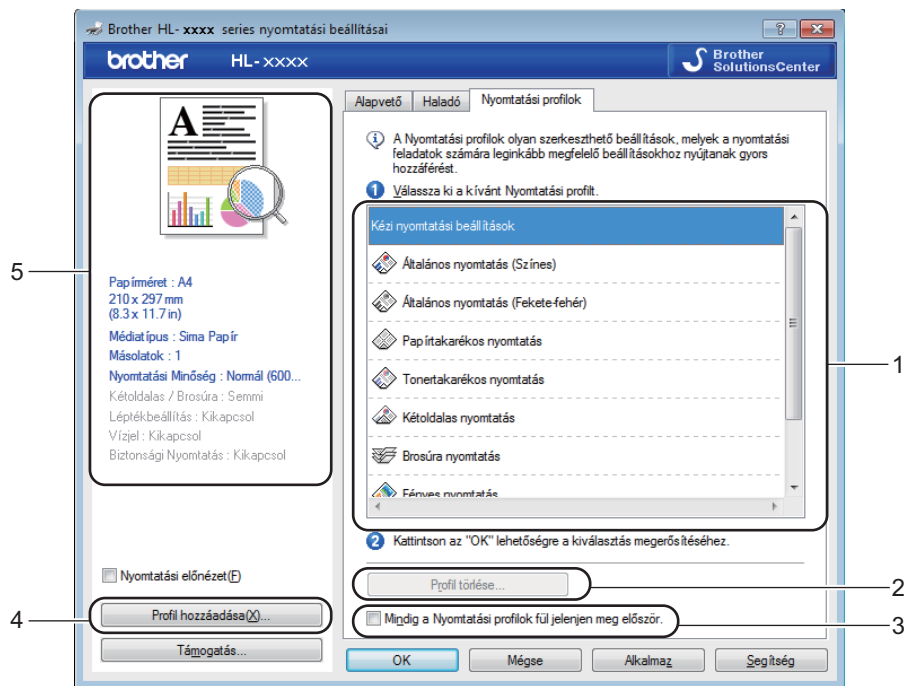 Brother HL- xxxx series nyomtatási beállításai
brother HL-xxxx
Brother
SolutionsCenter
A
Papírméret : A4
210 x 297 mm
(8.3 x 11.7 in)
Médiatípus : Sima Papír
Másolatok : 1
Nyomtatási Minőség : Normál (600...
Kétoldalas / Brosúra : Semmi
Léptékbeállítás : Kikapcsol
Vízjel : Kikapcsol
Biztonsági Nyomtatás : Kikapcsol
Nyomtatási előnézet(F)
Profil hozzáadása(X)...
Támogatás...
Alapvető Haladó Nyomtatási profilok
A Nyomtatási profilok olyan szerkeszthető beállítások, melyek a nyomtatási
feladatok számára leginkább megfelelő beállításokhoz nyújtanak gyors
hozzáférést.
1 Válassza ki a kívánt Nyomtatási profilt.
Kézi nyomtatási beállítások
Általános nyomtatás (Színes)
Általános nyomtatás (Fekete-fehér)
Papírtakarékos nyomtatás
Tonertakarékos nyomtatás
Kétoldalas nyomtatás
Brosúra nyomtatás
Fényes nyomtatás
2 Kattintson az "OK" lehetőségre a kiválasztás megerősítéséhez.
Profil törlése...
Mindig a Nyomtatási profilok fül jelenjen meg először.
OK Mégse Alkalmaz Segítség
1
2
3
4
5